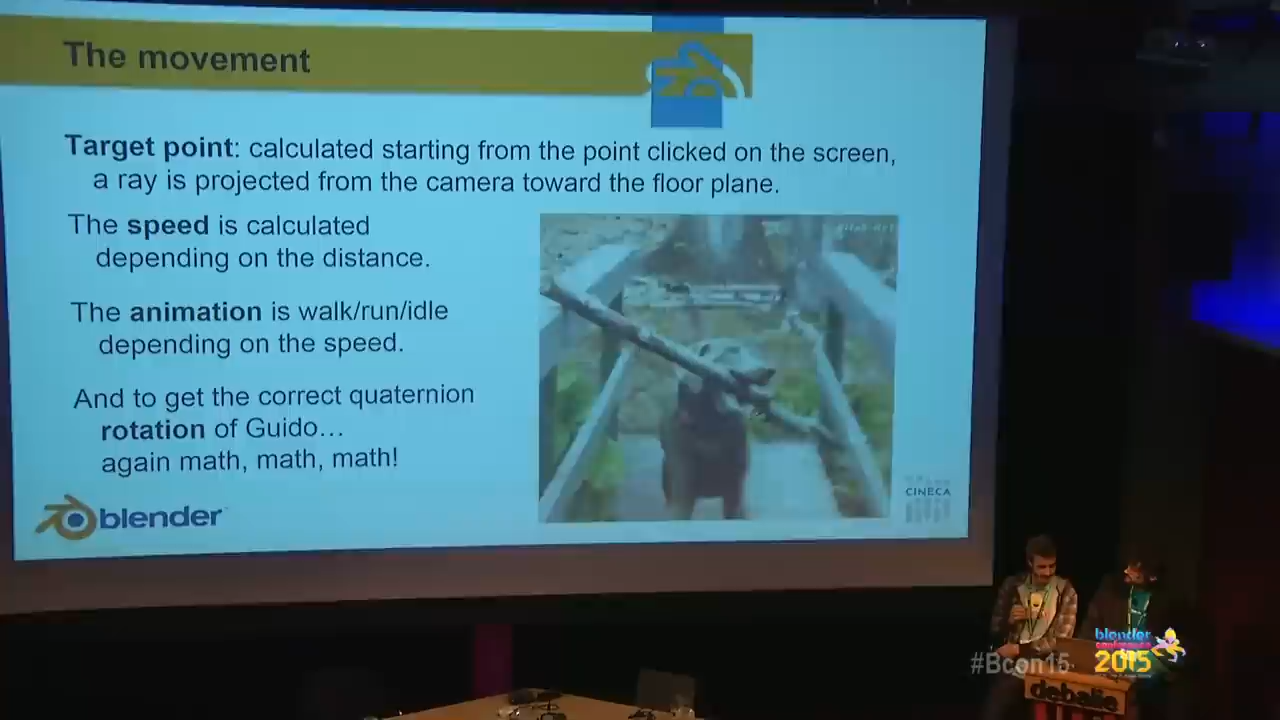 The movement
Target point: calculated starting from the point clicked on the screen,
a ray is projected from the camera toward the floor plane.
The speed is calculated
depending on the distance.
The animation is walk/run/idle
depending on the speed.
And to get the correct quaternion
rotation of Guido...
again math, math, math!
blender
CINECA
#Bcon15
blender
conference
2015
debalie